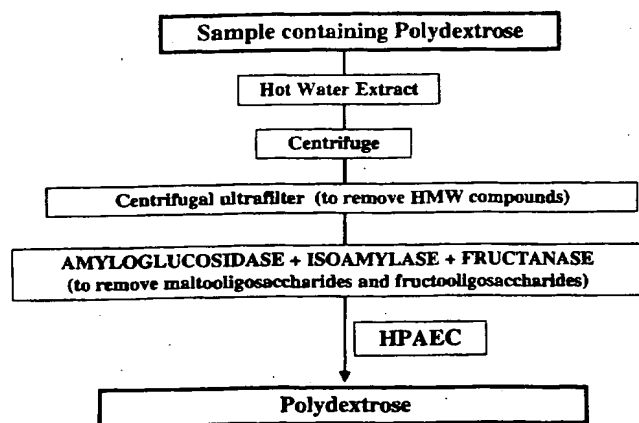 Sample containing Polydextrose
Hot Water Extract
Centrifuge
Centrifugal ultrafilter (to remove HMW compounds)
AMYLOGLUCOSIDASE + ISOAMYLASE + FRUCTANASE
(to remove maltooligosaccharides and fructooligosaccharides)
HPAEC
Polydextrose